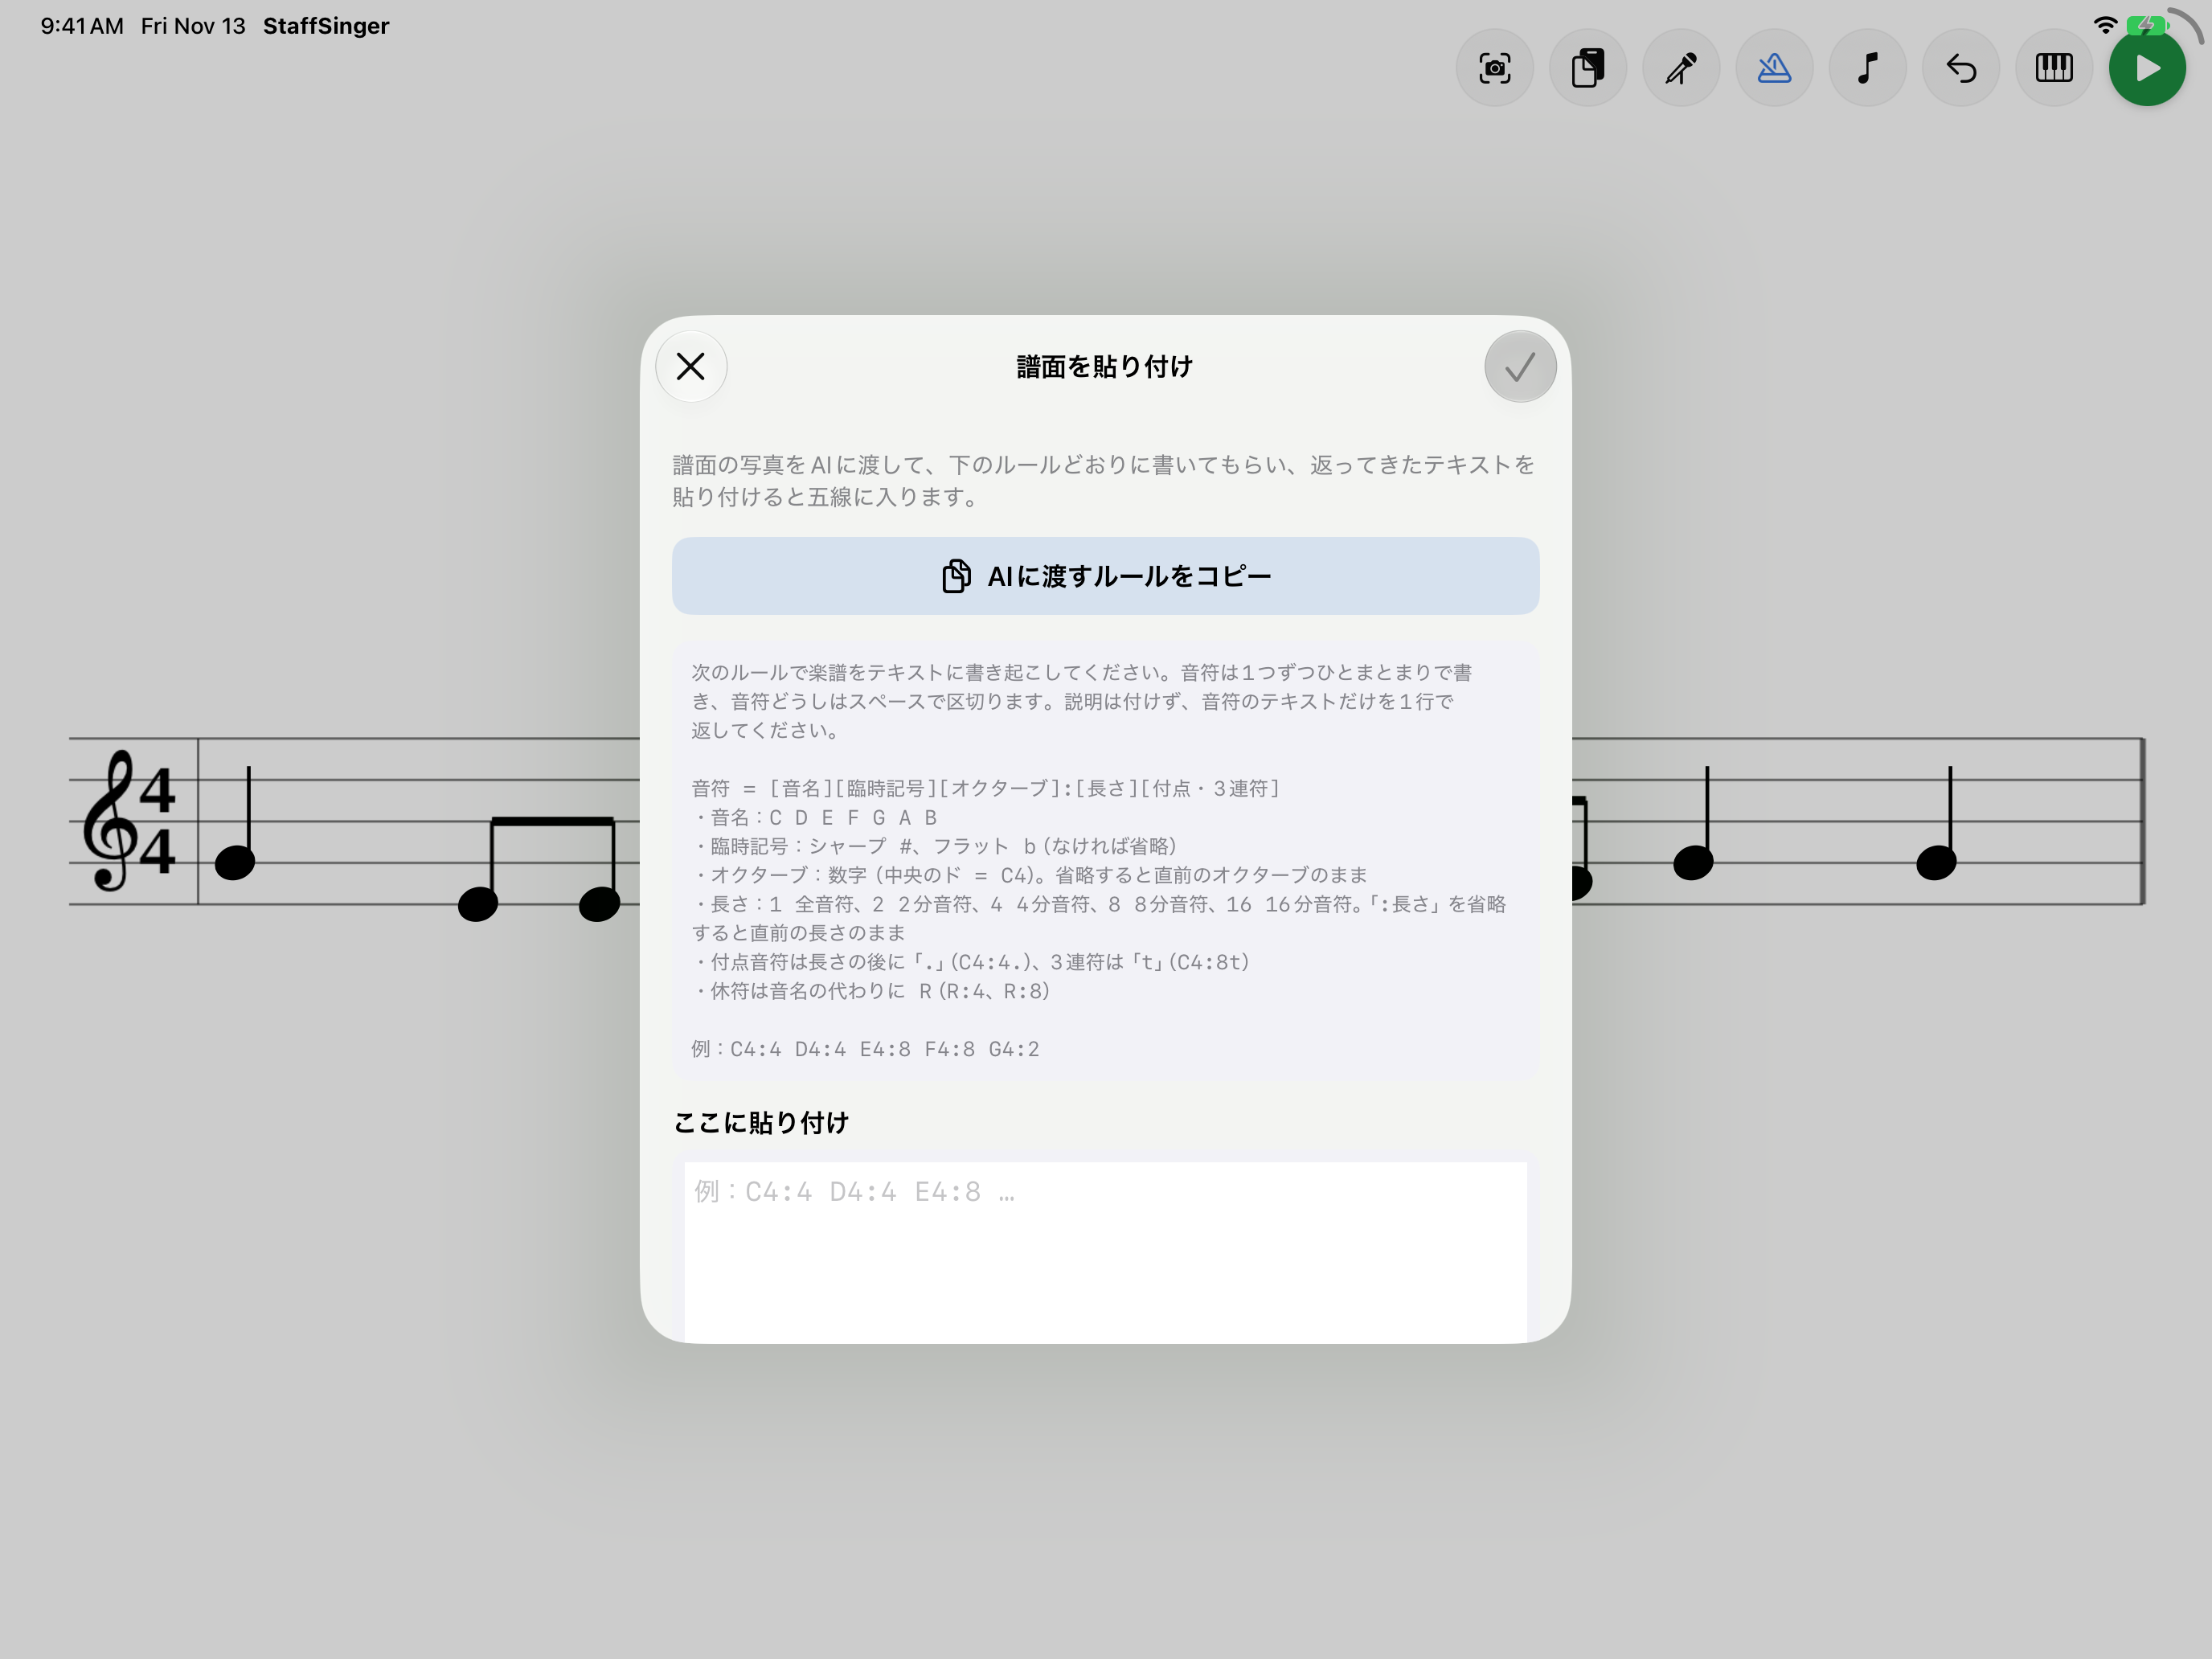 9:41 AM Fri Nov 13 StaffSinger
譜面を貼り付け
譜面の写真をAIに渡して、下のルールどおりに書いてもらい、返ってきたテキストを
貼り付けると五線に入ります。
AIに渡すルールをコピー
次のルールで楽譜をテキストに書き起こしてください。音符は1つずつひとまとまりで書
き、音符どうしはスペースで区切ります。説明は付けず、音符のテキストだけを1行で
返してください。
音符 = [音名][臨時記号][オクターブ]:[長さ][付点・3連符]
・音名：C D E F G A B
・臨時記号：シャープ #、フラット b（なければ省略）
・オクターブ：数字（中央のド = C4）。省略すると直前のオクターブのまま
・長さ：1 全音符、2 2分音符、4 4分音符、8 8分音符、16 16分音符。「:長さ」を省略
すると直前の長さのまま
・付点音符は長さの後に「.」（C4:4.）、3連符は「t」（C4:8t）
・休符は音名の代わりに R（R:4、R:8）
例：C4:4 D4:4 E4:8 F4:8 G4:2
4
4
ここに貼り付け
例：C4:4 D4:4 E4:8 …